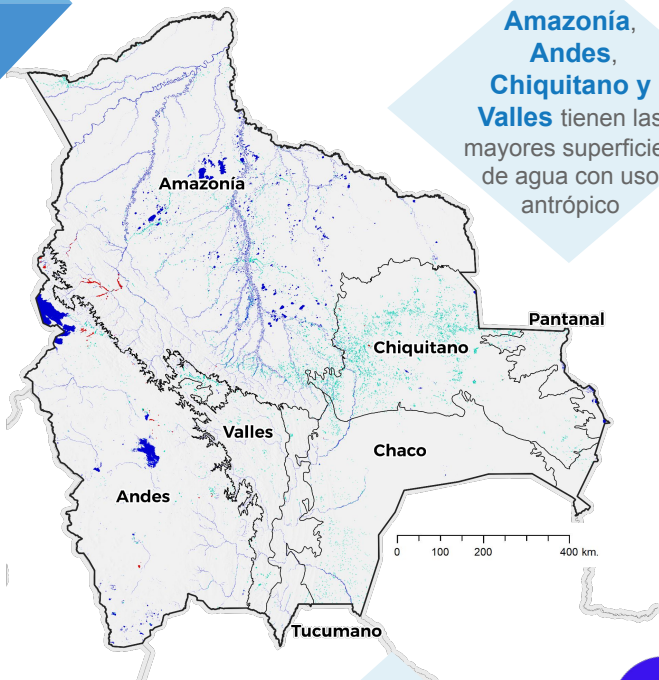 Amazonía,
Andes,
Chiquitano y
Valles tienen las
mayores superficie
de agua con uso
antrópico
Amazonía
Pantanal
Chiquitano
Valles
Chaco
Andes
0 100 200 400 km.
Tucumano